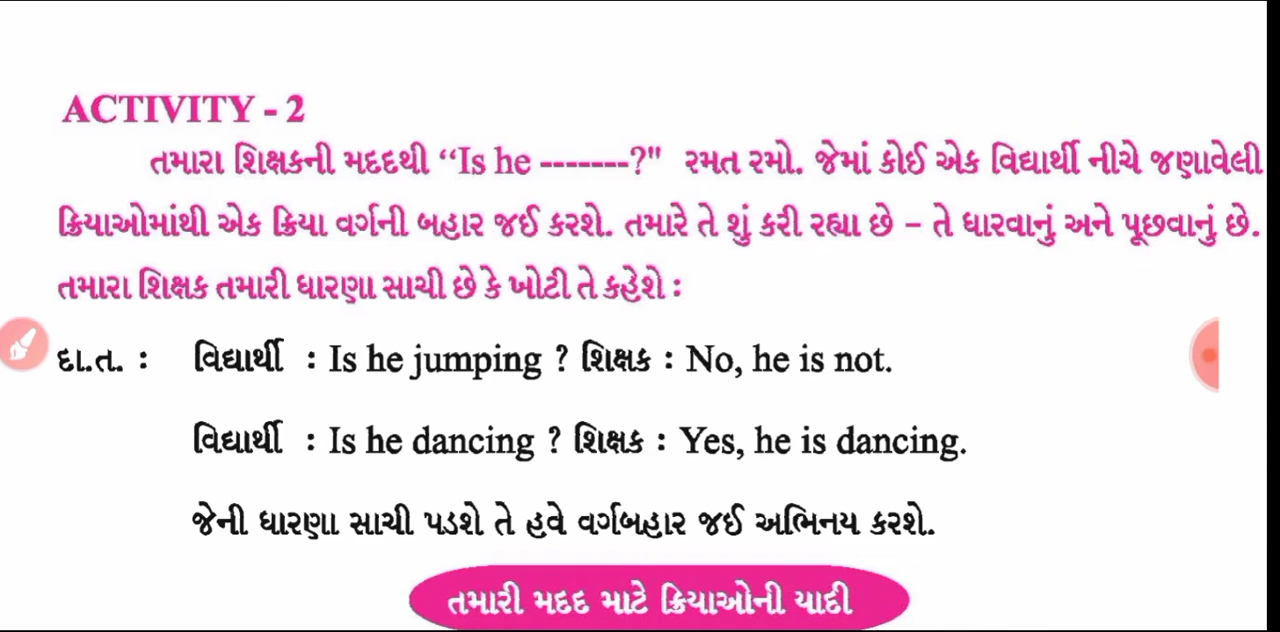 ACTIVITY - 2
તમારા શિક્ષકની મદદથી “Is he -------?" રમત રમો. જેમાં કોઈ એક વિદ્યાર્થી નીચે જણાવેલી
ક્રિયાઓમાંથી એક ક્રિયા વર્ગની બહાર જઈ કરશે. તમારે તે શું કરી રહ્યા છે – તે ધારવાનું અને પૂછવાનું છે.
તમારા શિક્ષક તમારી ધારણા સાચી છે કે ખોટી તે કહેશે :
દા.ત. : વિદ્યાર્થી : Is he jumping ? શિક્ષક : No, he is not.
વિદ્યાર્થી : Is he dancing ? શિક્ષક : Yes, he is dancing.
જેની ધારણા સાચી પડશે તે હવે વર્ગબહાર જઈ અભિનય કરશે.
તમારી મદદ માટે ક્રિયાઓની યાદી